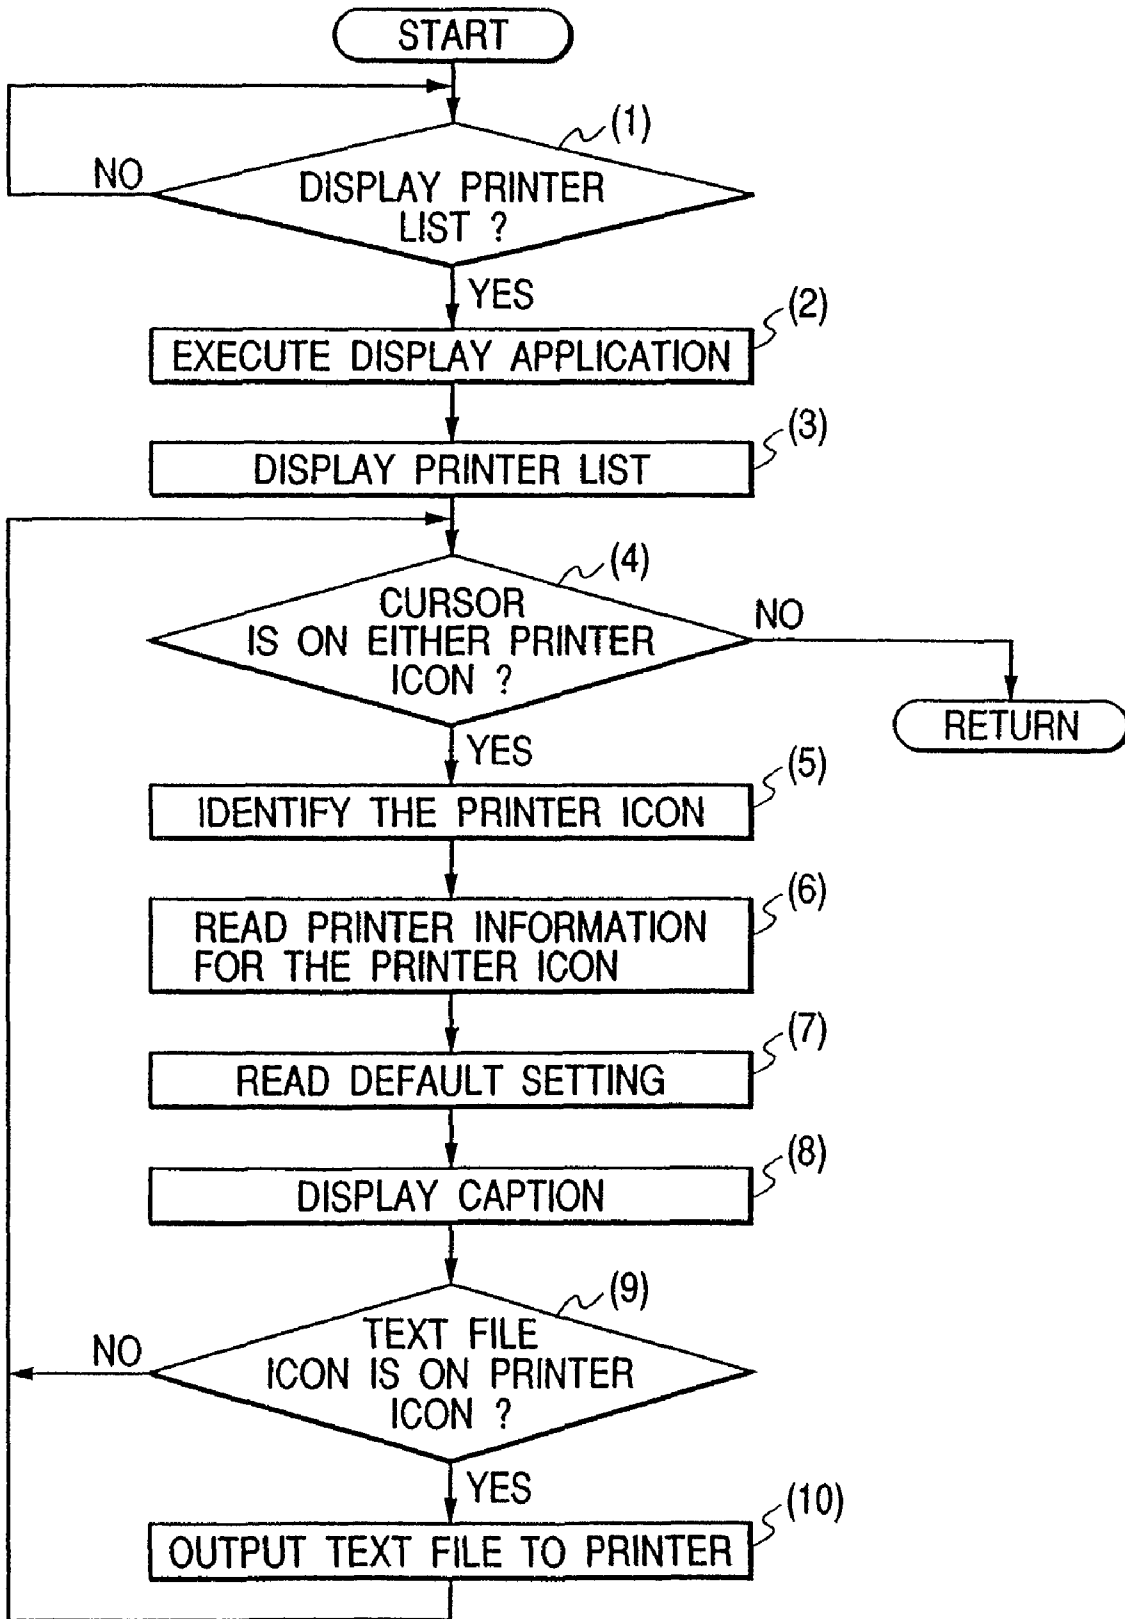 START
(1)
NO
DISPLAY PRINTER
LIST ?
YES
(2)
EXECUTE DISPLAY APPLICATION
(3)
DISPLAY PRINTER LIST
(4)
CURSOR
IS ON EITHER PRINTER
ICON ?
NO
RETURN
YES
(5)
IDENTIFY THE PRINTER ICON
(6)
READ PRINTER INFORMATION
FOR THE PRINTER ICON
(7)
READ DEFAULT SETTING
(8)
DISPLAY CAPTION
(9)
NO
TEXT FILE
ICON IS ON PRINTER
ICON ?
YES
(10)
OUTPUT TEXT FILE TO PRINTER